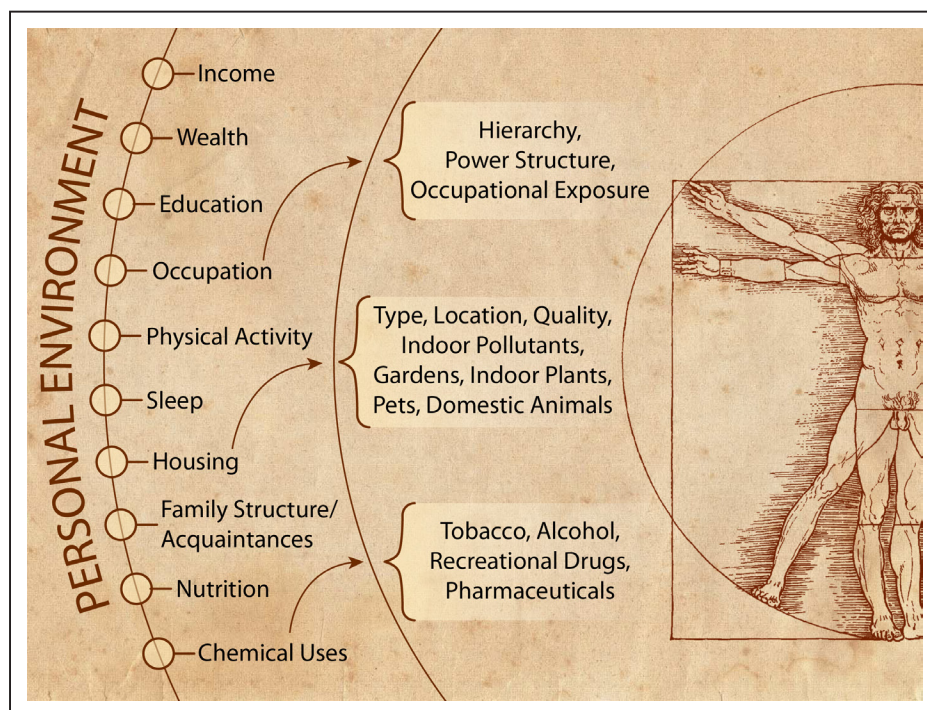 PERSONAL ENVIRONMENT
Income
Wealth
Education
Occupation
Physical Activity
Sleep
Housing
Family Structure/
Acquaintances
Nutrition
Chemical Uses
Hierarchy,
Power Structure,
Occupational Exposure
Type, Location, Quality,
Indoor Pollutants,
Gardens, Indoor Plants,
Pets, Domestic Animals
Tobacco, Alcohol,
Recreational Drugs,
Pharmaceuticals